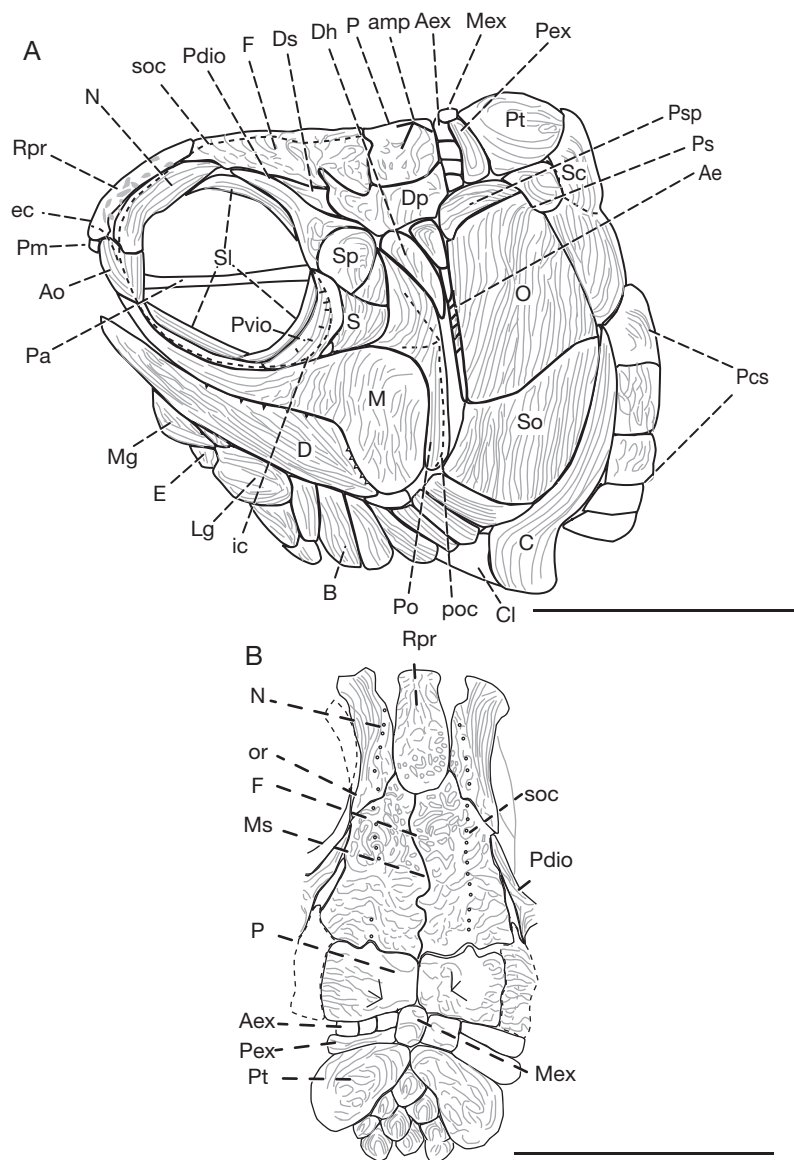 A
soc Pdio F Ds Dh P amp Aex Mex Pex
N
Rpr
ec
Pm
Ao
Pa
Pt
Psp
Ps
Sc
Ae
Dp
Sp
Sl
O
Pvio
S
Pcs
M
So
D
Mg
E
Lg
ic
B
C
Po poc Cl
B
Rpr
N
or
F
soc
Ms
Pdio
P
Aex
Pex
Pt
Mex